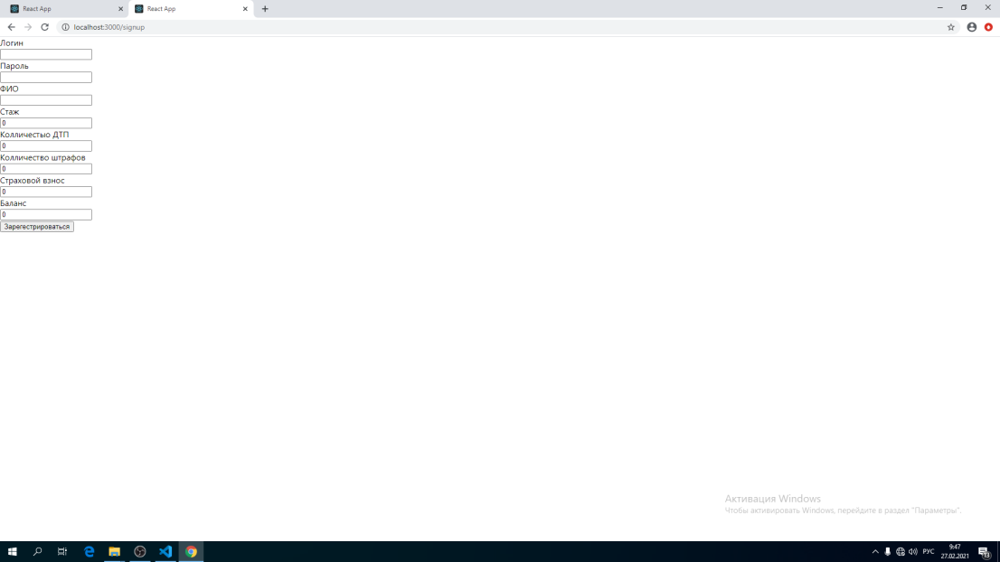 React App
React App
localhost:3000/signup
Логин
Пароль
ФИО
Стаж
0
Колличестыо ДТП
0
Колличество штрафов
0
Страховой взнос
0
Баланс
0
Зарегестрироваться
Активация Windows
Чтобы активировать Windows, перейдите в раздел "Параметры".
РУС
9:47
27.02.2021
13